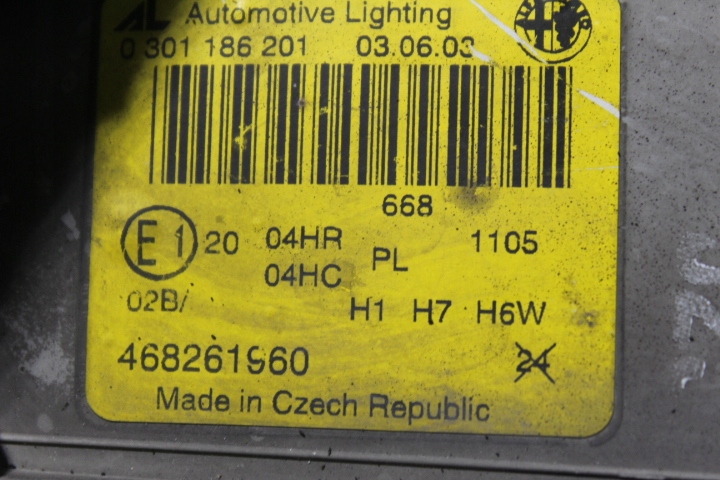 AL Automotive Lighting
0 301 186 201 03.06.03
668
E1 20 04HR PL 1105
04HC
02B/ H1 H7 H6W
468261960 24
Made in Czech Republic